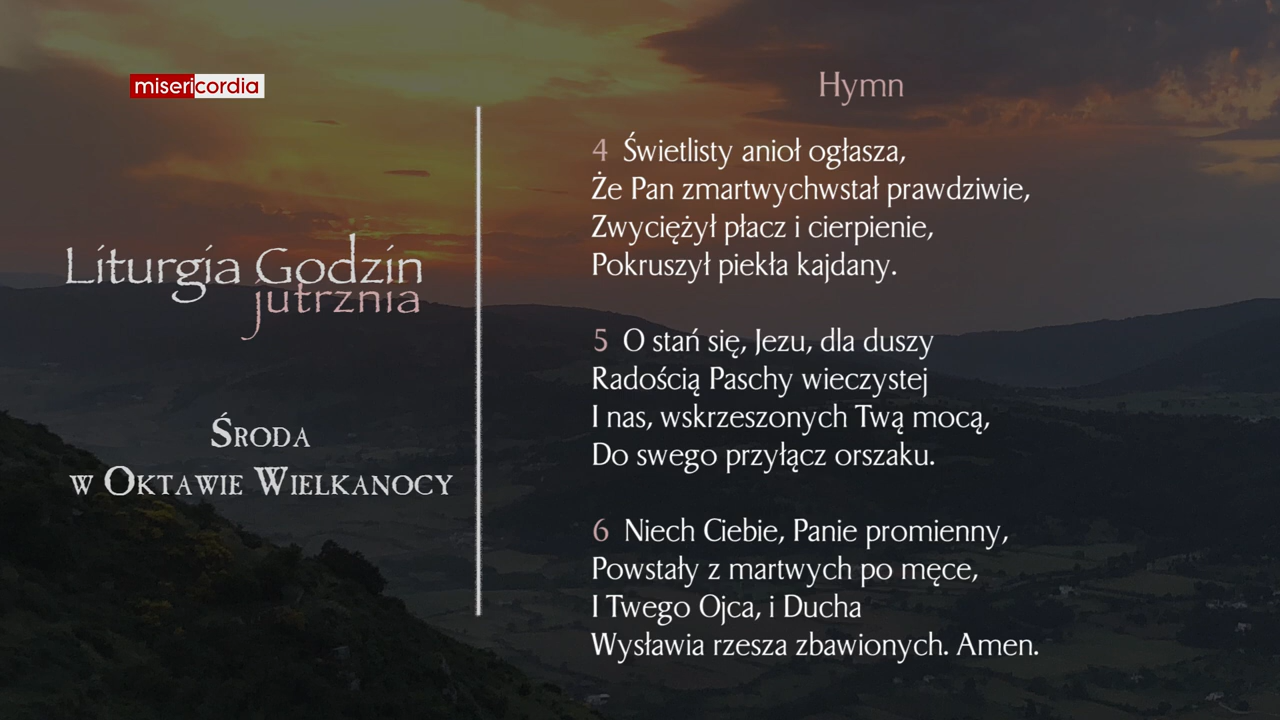 misericordia
Liturgia Godzin
jutrznia
Środa
w Oktawie Wielkanocy
Hymn
4 Świetlisty anioł ogłasza,
Że Pan zmartwychwstał prawdziwie,
Zwyciężył płacz i cierpienie,
Pokruszył piekła kajdany.
5 O stań się, Jezu, dla duszy
Radością Paschy wieczystej
I nas, wskrzeszonych Twą mocą,
Do swego przyłącz orszaku.
6 Niech Ciebie, Panie promienny,
Powstały z martwych po męce,
I Twego Ojca, i Ducha
Wysławia rzesza zbawionych. Amen.